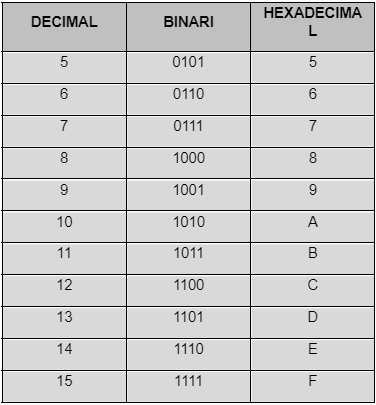 DECIMAL BINARI HEXADECIMA
L
5 0101 5
6 0110 6
7 0111 7
8 1000 8
9 1001 9
10 1010 A
11 1011 B
12 1100 C
13 1101 D
14 1110 E
15 1111 F